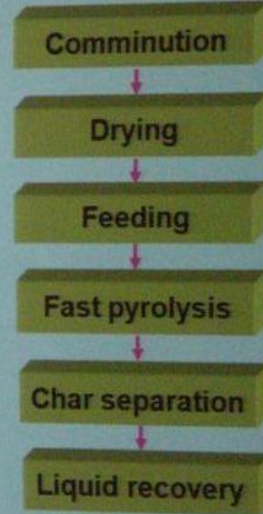 Comminution
Drying
Feeding
Fast pyrolysis
Char separation
Liquid recovery